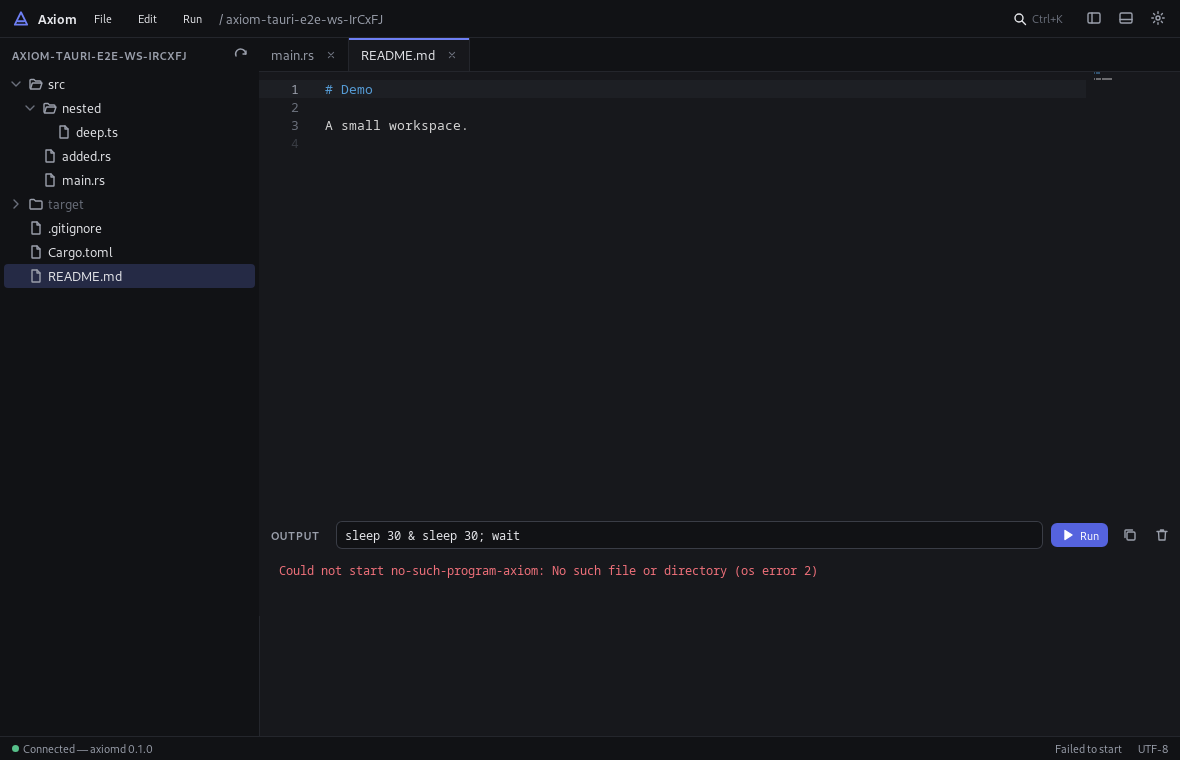 Axiom File Edit Run / axiom-tauri-e2e-ws-IrCxFJ Ctrl+K
AXIOM-TAURI-E2E-WS-IRCXFJ
src
nested
deep.ts
added.rs
main.rs
target
.gitignore
Cargo.toml
README.md
main.rs README.md
1 # Demo
2
3 A small workspace.
4
OUTPUT sleep 30 & sleep 30; wait Run
Could not start no-such-program-axiom: No such file or directory (os error 2)
Connected — axiomd 0.1.0 Failed to start UTF-8